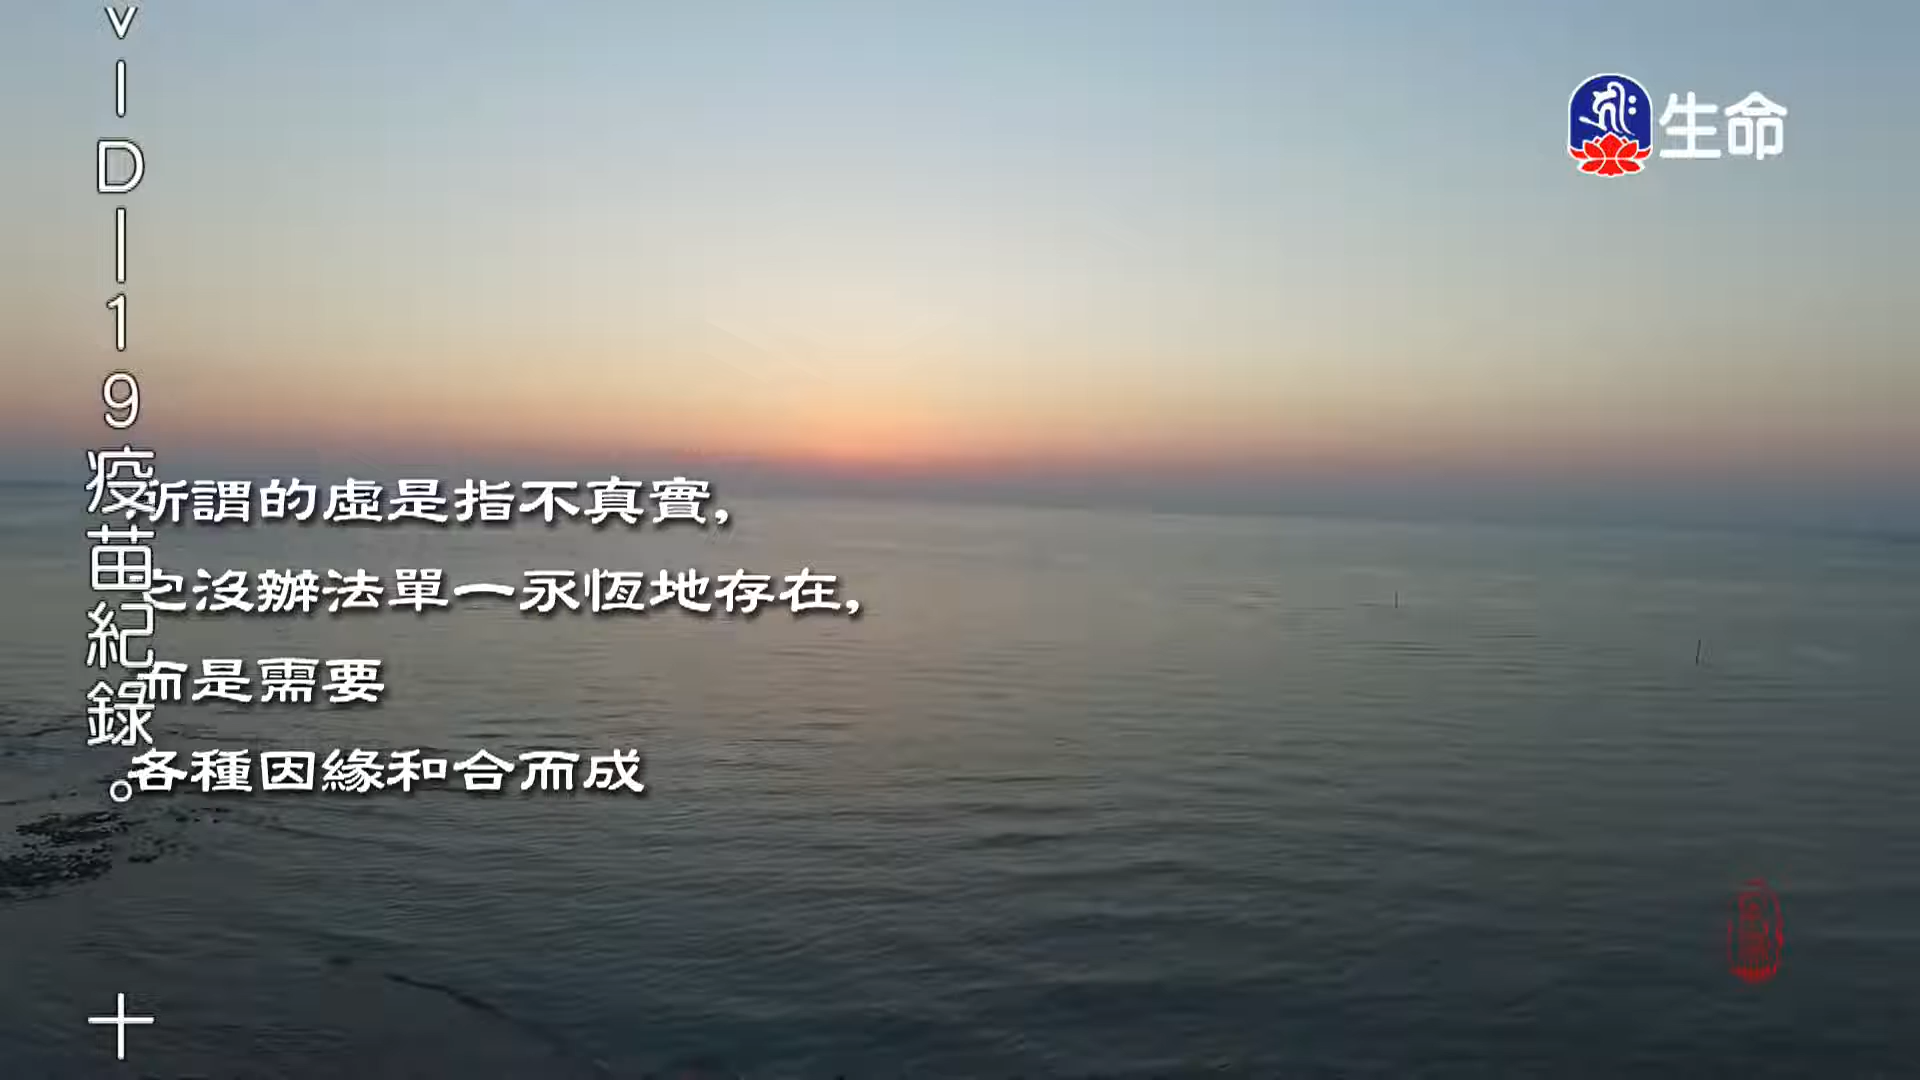 生命
VID-19疫苗紀錄。
十
所謂的虛是指不真實，
它沒辦法單一永恆地存在，
而是需要
各種因緣和合而成